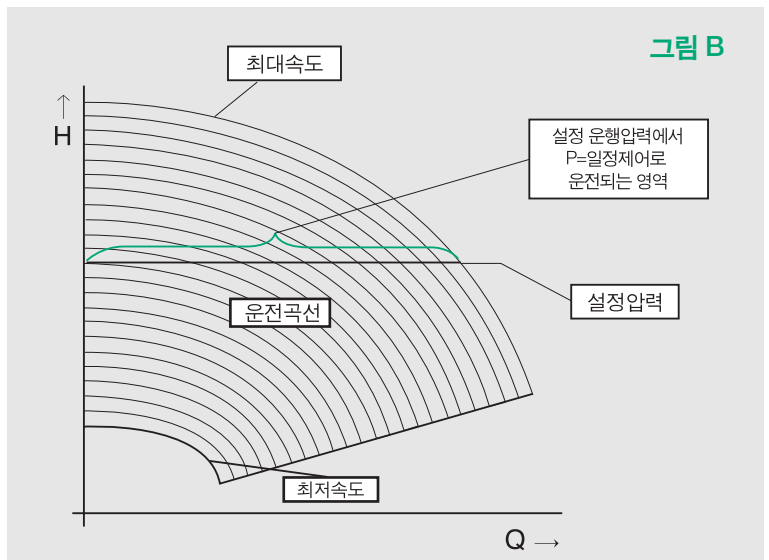 그림 B
최대속도
H
설정 운행압력에서
P=일정제어로
운전되는 영역
설정압력
운전곡선
최저속도
Q